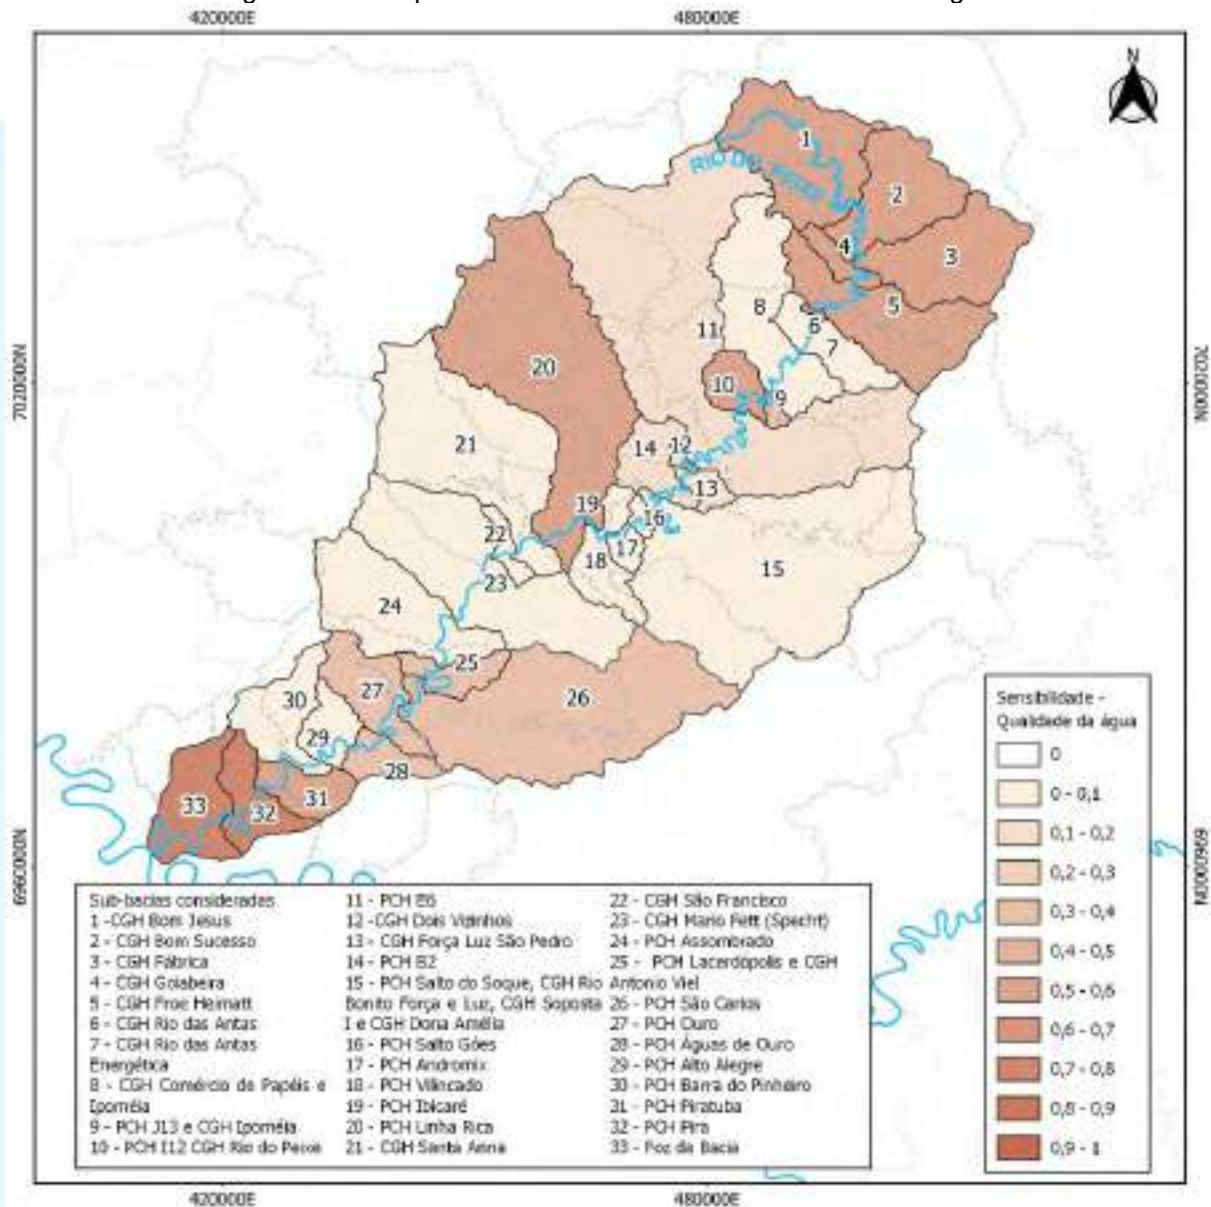 420000E
480000E
N
7020000N
7020000N
6960000N
6960000N
RIO DO
1
2
3
4
5
6
7
8
9
10
11
12
13
14
15
16
17
18
19
20
21
22
23
24
25
26
27
28
29
30
31
32
33
Sensibilidade -
Qualidade da água
0
0 - 0,1
0,1 - 0,2
0,2 - 0,3
0,3 - 0,4
0,4 - 0,5
0,5 - 0,6
0,6 - 0,7
0,7 - 0,8
0,8 - 0,9
0,9 - 1
Sub-bacias consideradas
1 -CGH Bom Jesus
2 - CGH Bom Sucesso
3 - CGH Fábrica
4 - CGH Goiabeira
5 - CGH Froe Heimatt
6 - CGH Rio das Antas
7 - CGH Rio das Antas
Energética
8 - CGH Comércio de Papéis e
Ipoméia
9 - PCH J13 e CGH Ipoméia
10 - PCH I12 CGH Rio do Peixe
11 - PCH E6
12 -CGH Dois Vizinhos
13 - CGH Força Luz São Pedro
14 - PCH B2
15 - PCH Salto do Soque, CGH Rio
Bonito Força e Luz, CGH Soposta
I e CGH Dona Amélia
16 - PCH Salto Góes
17 - PCH Andromix
18 - PCH Vilincado
19 - PCH Ibicaré
20 - PCH Linha Rica
21 - CGH Santa Anna
22 - CGH São Francisco
23 - CGH Mario Fett (Specht)
24 - PCH Assombrado
25 - PCH Lacerdópolis e CGH
Antonio Viel
26 - PCH São Carlos
27 - PCH Ouro
28 - PCH Águas de Ouro
29 - PCH Alto Alegre
30 - PCH Barra do Pinheiro
31 - PCH Piratuba
32 - PCH Pira
33 - Foz da Bacia
420000E
480000E